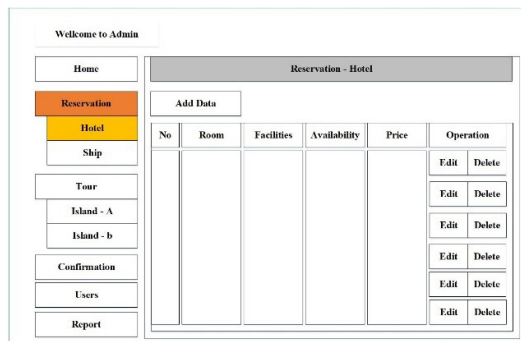 Wellcome to Admin
Home
Reservation
Hotel
Ship
Tour
Island - A
Island - b
Confirmation
Users
Report
Reservation - Hotel
Add Data
No Room Facilities Availability Price Operation
Edit Delete
Edit Delete
Edit Delete
Edit Delete
Edit Delete
Edit Delete